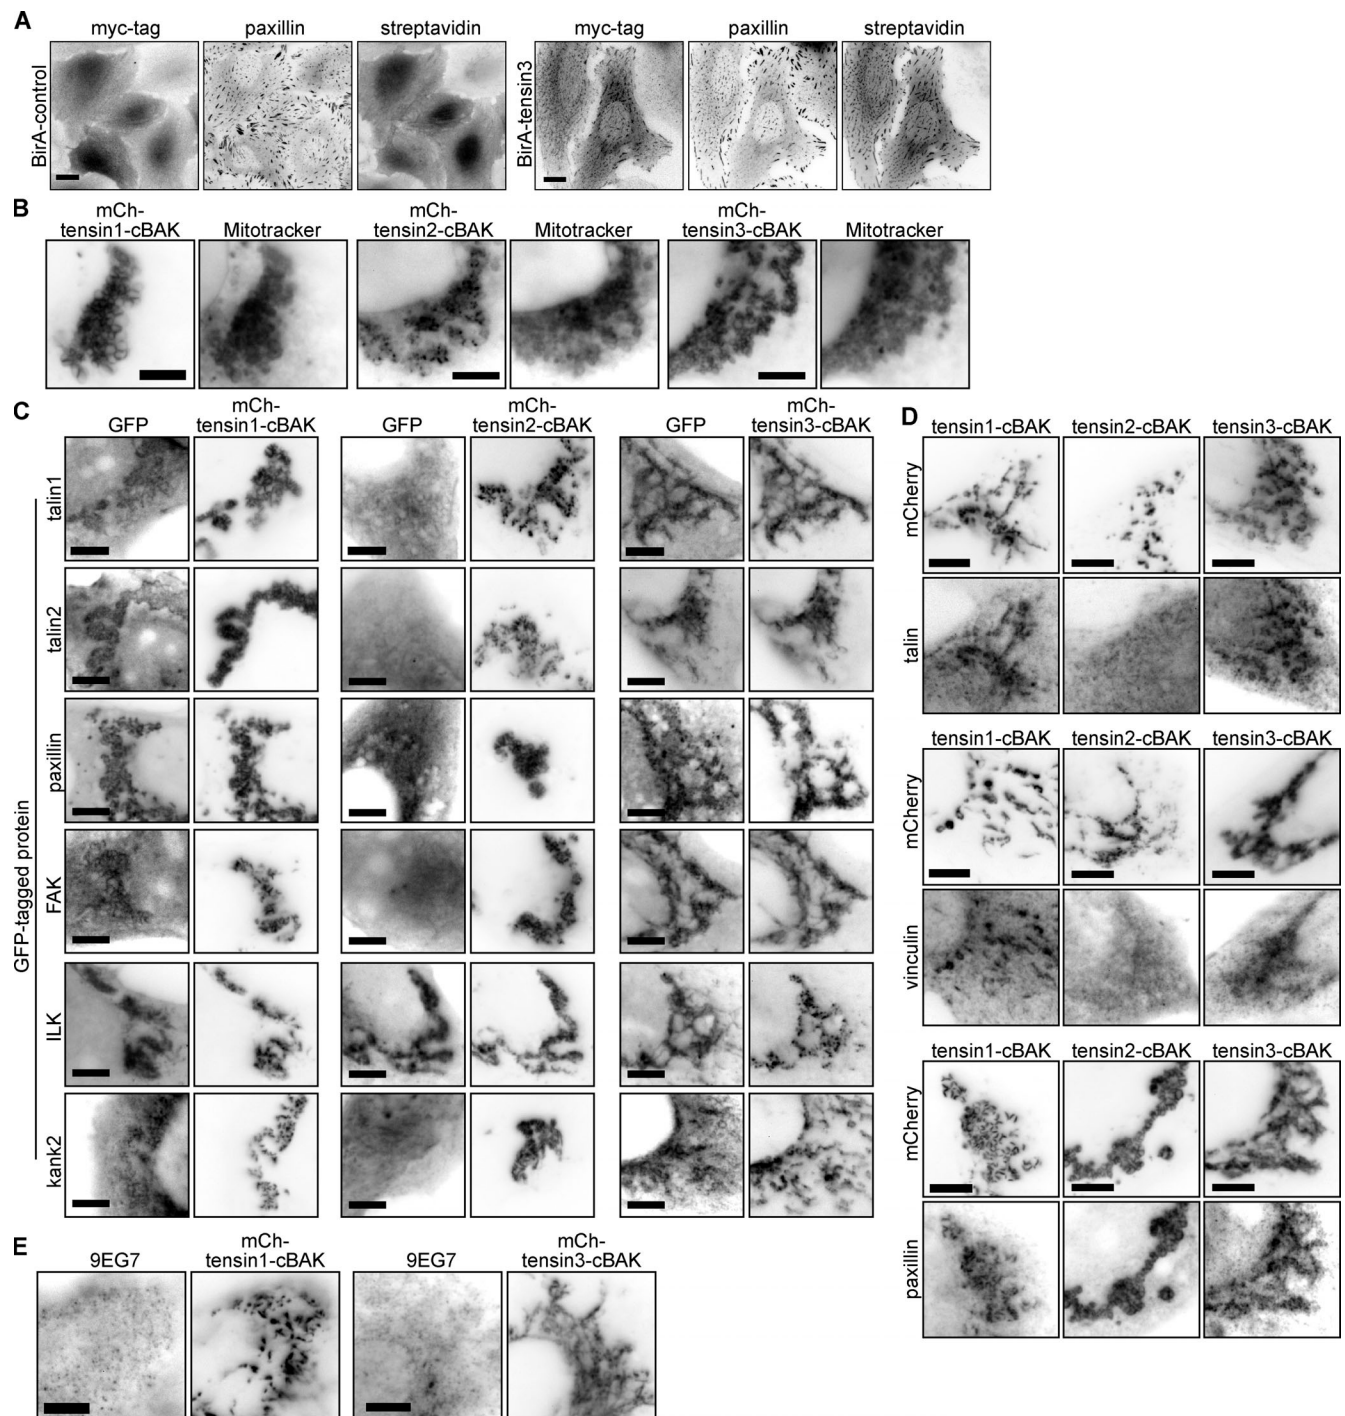 A
myc-tag paxillin streptavidin myc-tag paxillin streptavidin
BirA-control
BirA-tensin3
B
mCh-
tensin1-cBAK Mitotracker
mCh-
tensin2-cBAK Mitotracker
mCh-
tensin3-cBAK Mitotracker
C
GFP
mCh-
tensin1-cBAK
GFP
mCh-
tensin2-cBAK
GFP
mCh-
tensin3-cBAK
GFP-tagged protein
talin1
talin2
paxillin
FAK
ILK
kank2
D
tensin1-cBAK tensin2-cBAK tensin3-cBAK
mCherry
talin
tensin1-cBAK tensin2-cBAK tensin3-cBAK
mCherry
vinculin
tensin1-cBAK tensin2-cBAK tensin3-cBAK
mCherry
paxillin
E
9EG7
mCh-
tensin1-cBAK
9EG7
mCh-
tensin3-cBAK